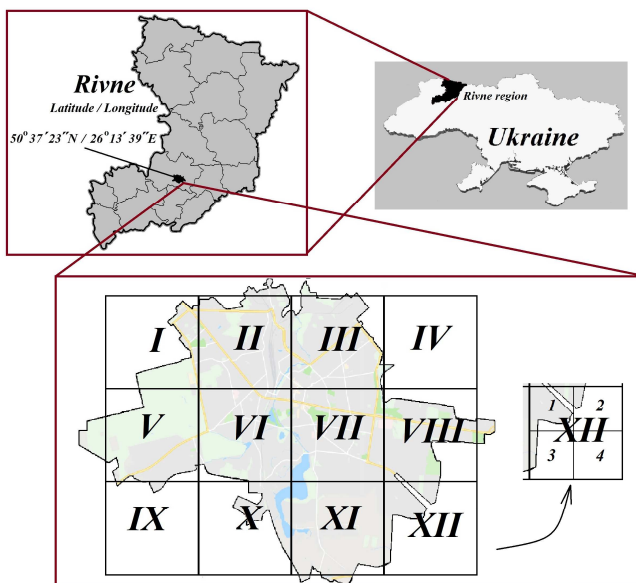 Rivne
Latitude / Longitude
50° 37´ 23˝N / 26° 13´ 39˝E
Rivne region
Ukraine
I II III IV
V VI VII VIII
IX X XI XII
1 2
XII
3 4